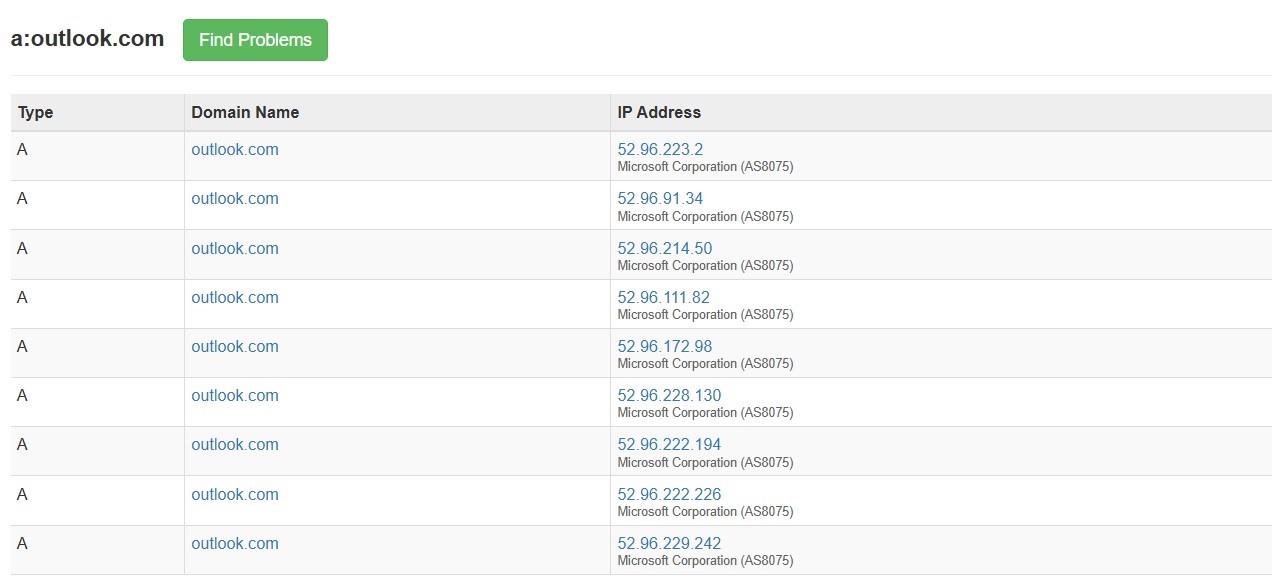 a:outlook.com Find Problems
Type Domain Name IP Address
A outlook.com 52.96.223.2
Microsoft Corporation (AS8075)
A outlook.com 52.96.91.34
Microsoft Corporation (AS8075)
A outlook.com 52.96.214.50
Microsoft Corporation (AS8075)
A outlook.com 52.96.111.82
Microsoft Corporation (AS8075)
A outlook.com 52.96.172.98
Microsoft Corporation (AS8075)
A outlook.com 52.96.228.130
Microsoft Corporation (AS8075)
A outlook.com 52.96.222.194
Microsoft Corporation (AS8075)
A outlook.com 52.96.222.226
Microsoft Corporation (AS8075)
A outlook.com 52.96.229.242
Microsoft Corporation (AS8075)